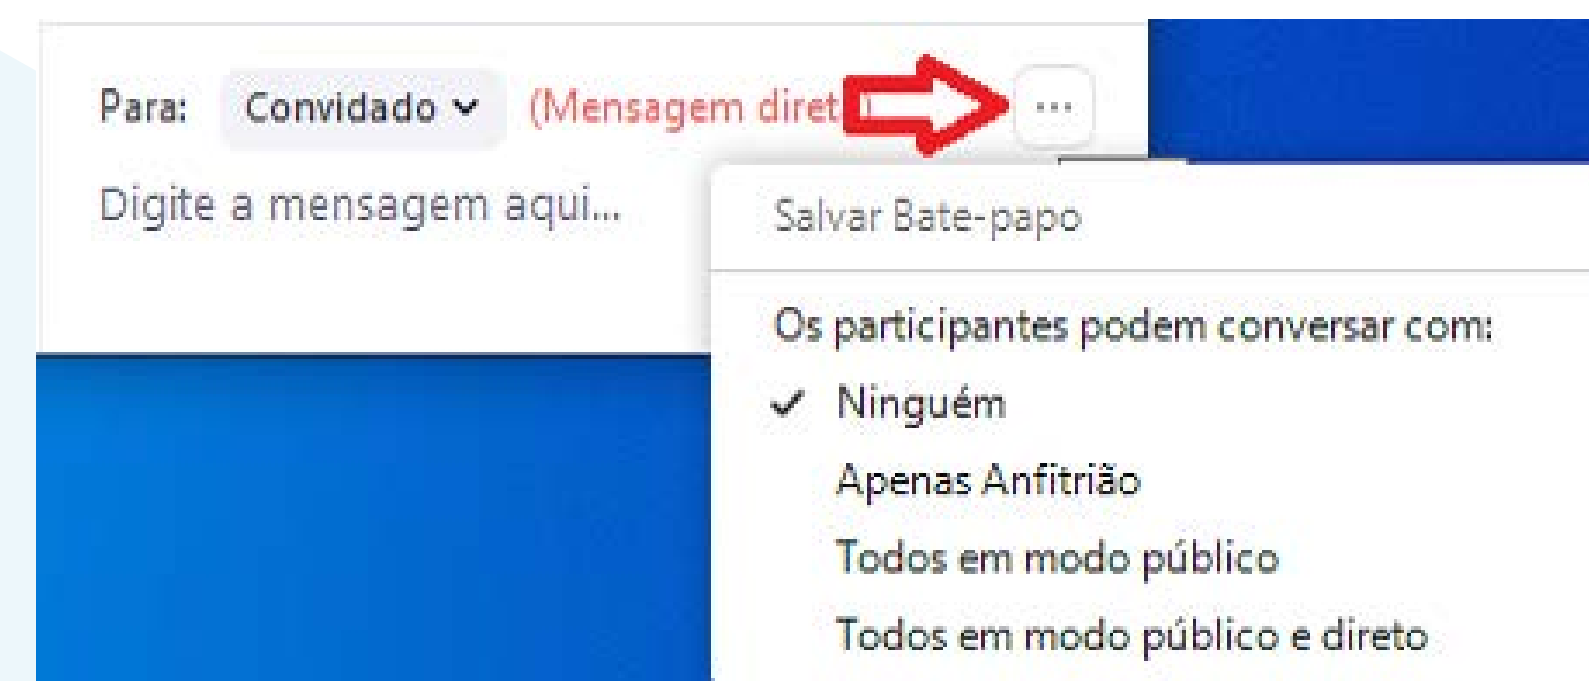 Para: Convidado (Mensagem diret )
Digite a mensagem aqui...
Salvar Bate-papo
Os participantes podem conversar com:
Ninguém
Apenas Anfitrião
Todos em modo público
Todos em modo público e direto